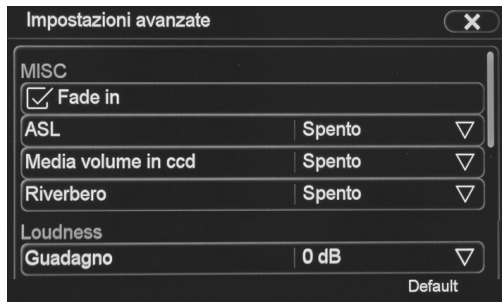 Impostazioni avanzate
MISC
Fade in
ASL Spento
Media volume in ccd Spento
Riverbero Spento
Loudness
Guadagno 0 dB
Default